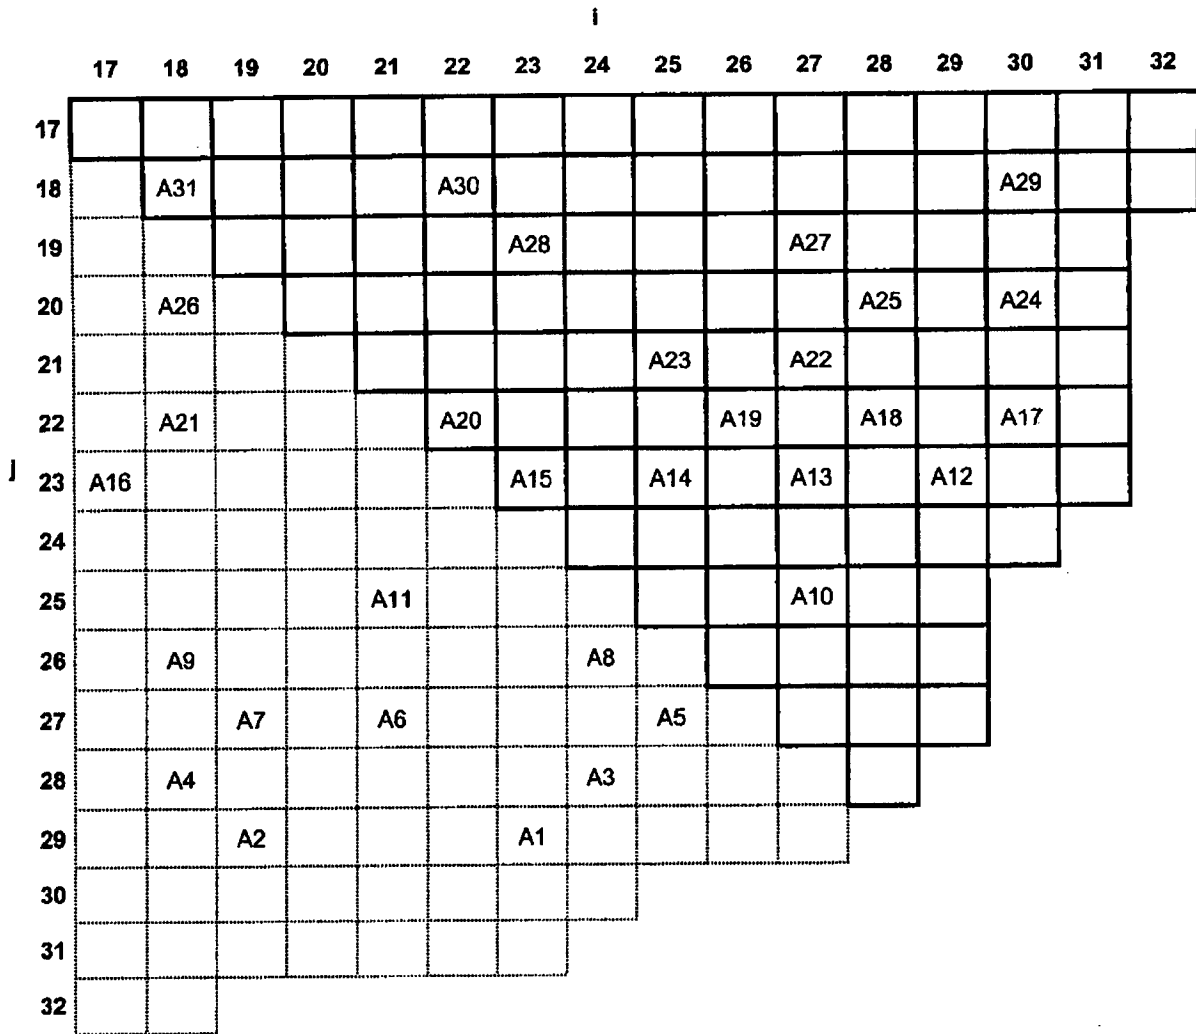 i
17 18 19 20 21 22 23 24 25 26 27 28 29 30 31 32
17
18 A31 A30 A29
19 A28 A27
20 A26 A25 A24
21 A23 A22
22 A21 A20 A19 A18 A17
j
23 A16 A15 A14 A13 A12
24
25 A11 A10
26 A9 A8
27 A7 A6 A5
28 A4 A3
29 A2 A1
30
31
32